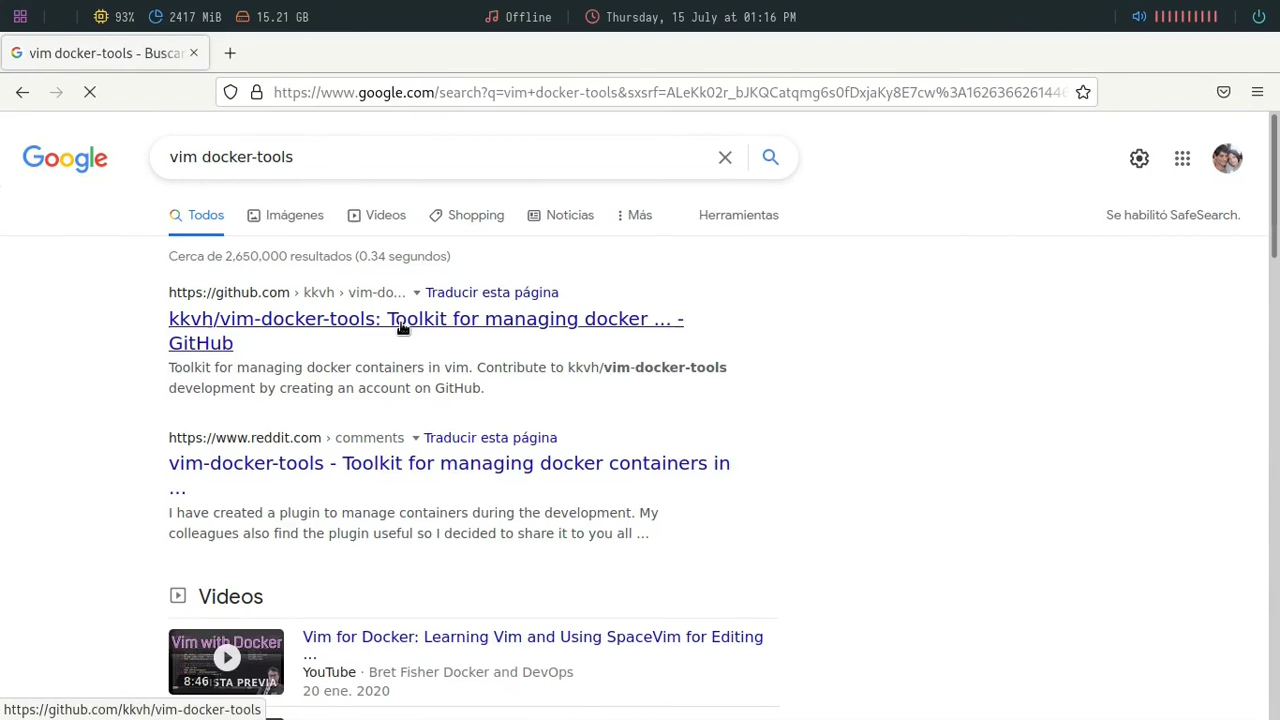 93% 2417 MiB 15.21 GB Offline Thursday, 15 July at 01:16 PM
vim docker-tools - Buscar
https://www.google.com/search?q=vim+docker-tools&sxsrf=ALeKk02r_bJKQCatqmg6s0fDxjaKy8E7cw%3A1626366261446
Google vim docker-tools
Todos Imágenes Videos Shopping Noticias Más Herramientas Se habilitó SafeSearch.
Cerca de 2,650,000 resultados (0.34 segundos)
https://github.com › kkvh › vim-do... Traducir esta página
kkvh/vim-docker-tools: Toolkit for managing docker ... -
GitHub
Toolkit for managing docker containers in vim. Contribute to kkvh/vim-docker-tools
development by creating an account on GitHub.
https://www.reddit.com › comments Traducir esta página
vim-docker-tools - Toolkit for managing docker containers in
...
I have created a plugin to manage containers during the development. My
colleagues also find the plugin useful so I decided to share it to you all ...
Videos
Vim with Docker
8:46
VISTA PREVIA
Vim for Docker: Learning Vim and Using SpaceVim for Editing
...
YouTube · Bret Fisher Docker and DevOps
20 ene. 2020
https://github.com/kkvh/vim-docker-tools